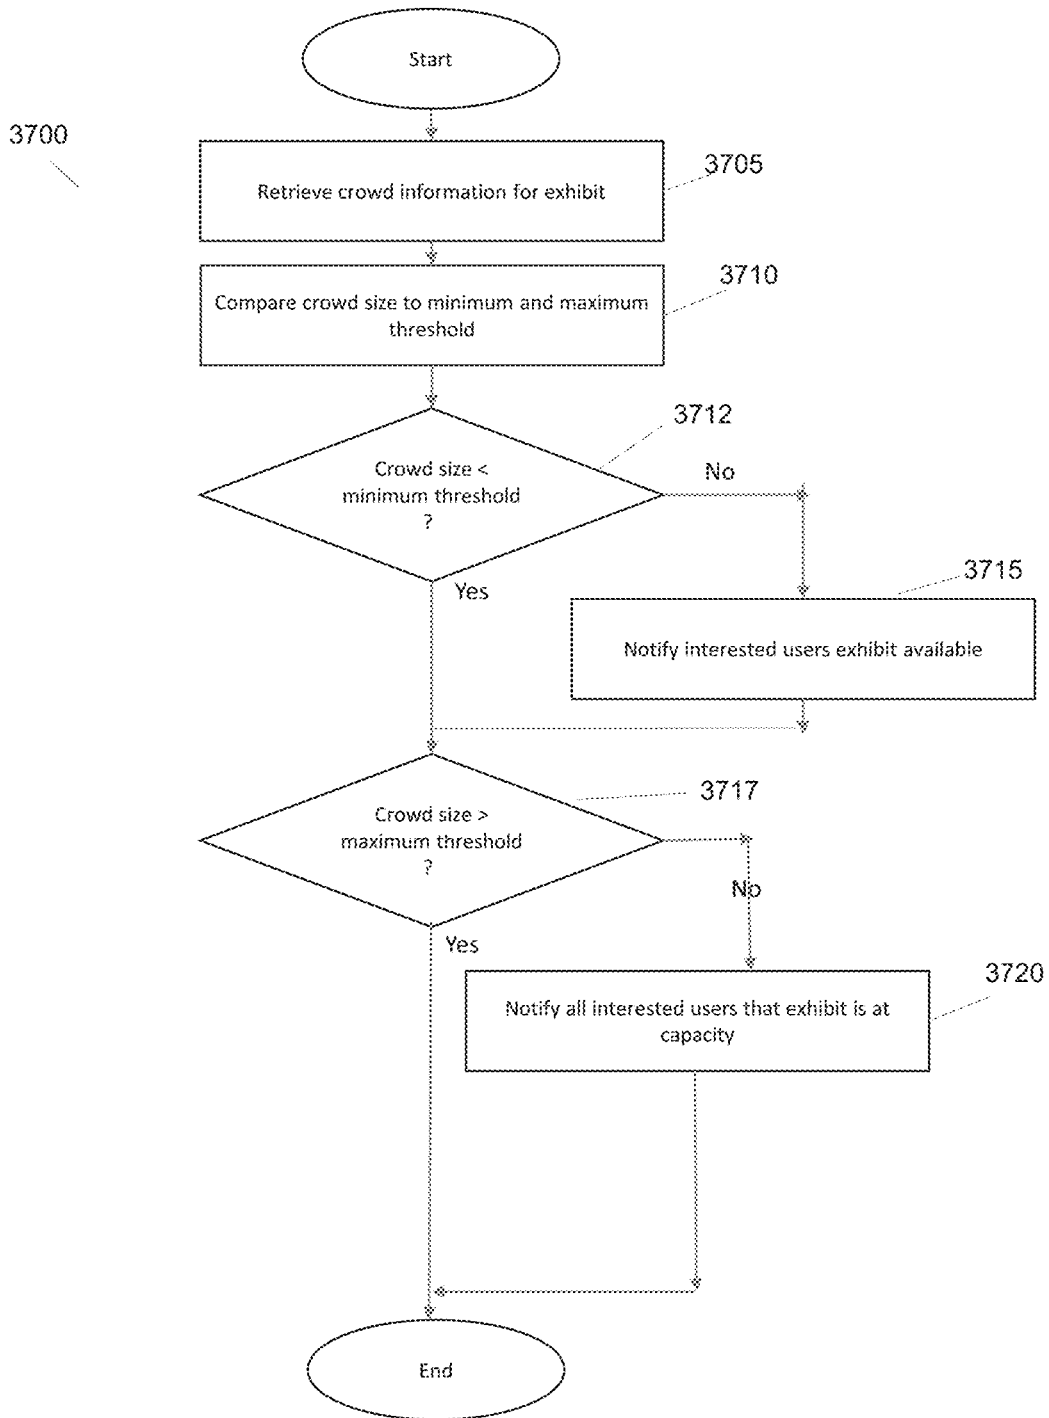 Start
3700
3705
Retrieve crowd information for exhibit
3710
Compare crowd size to minimum and maximum
threshold
3712
Crowd size <
minimum threshold
?
No
Yes
3715
Notify interested users exhibit available
3717
Crowd size >
maximum threshold
?
No
Yes
3720
Notify all interested users that exhibit is at
capacity
End